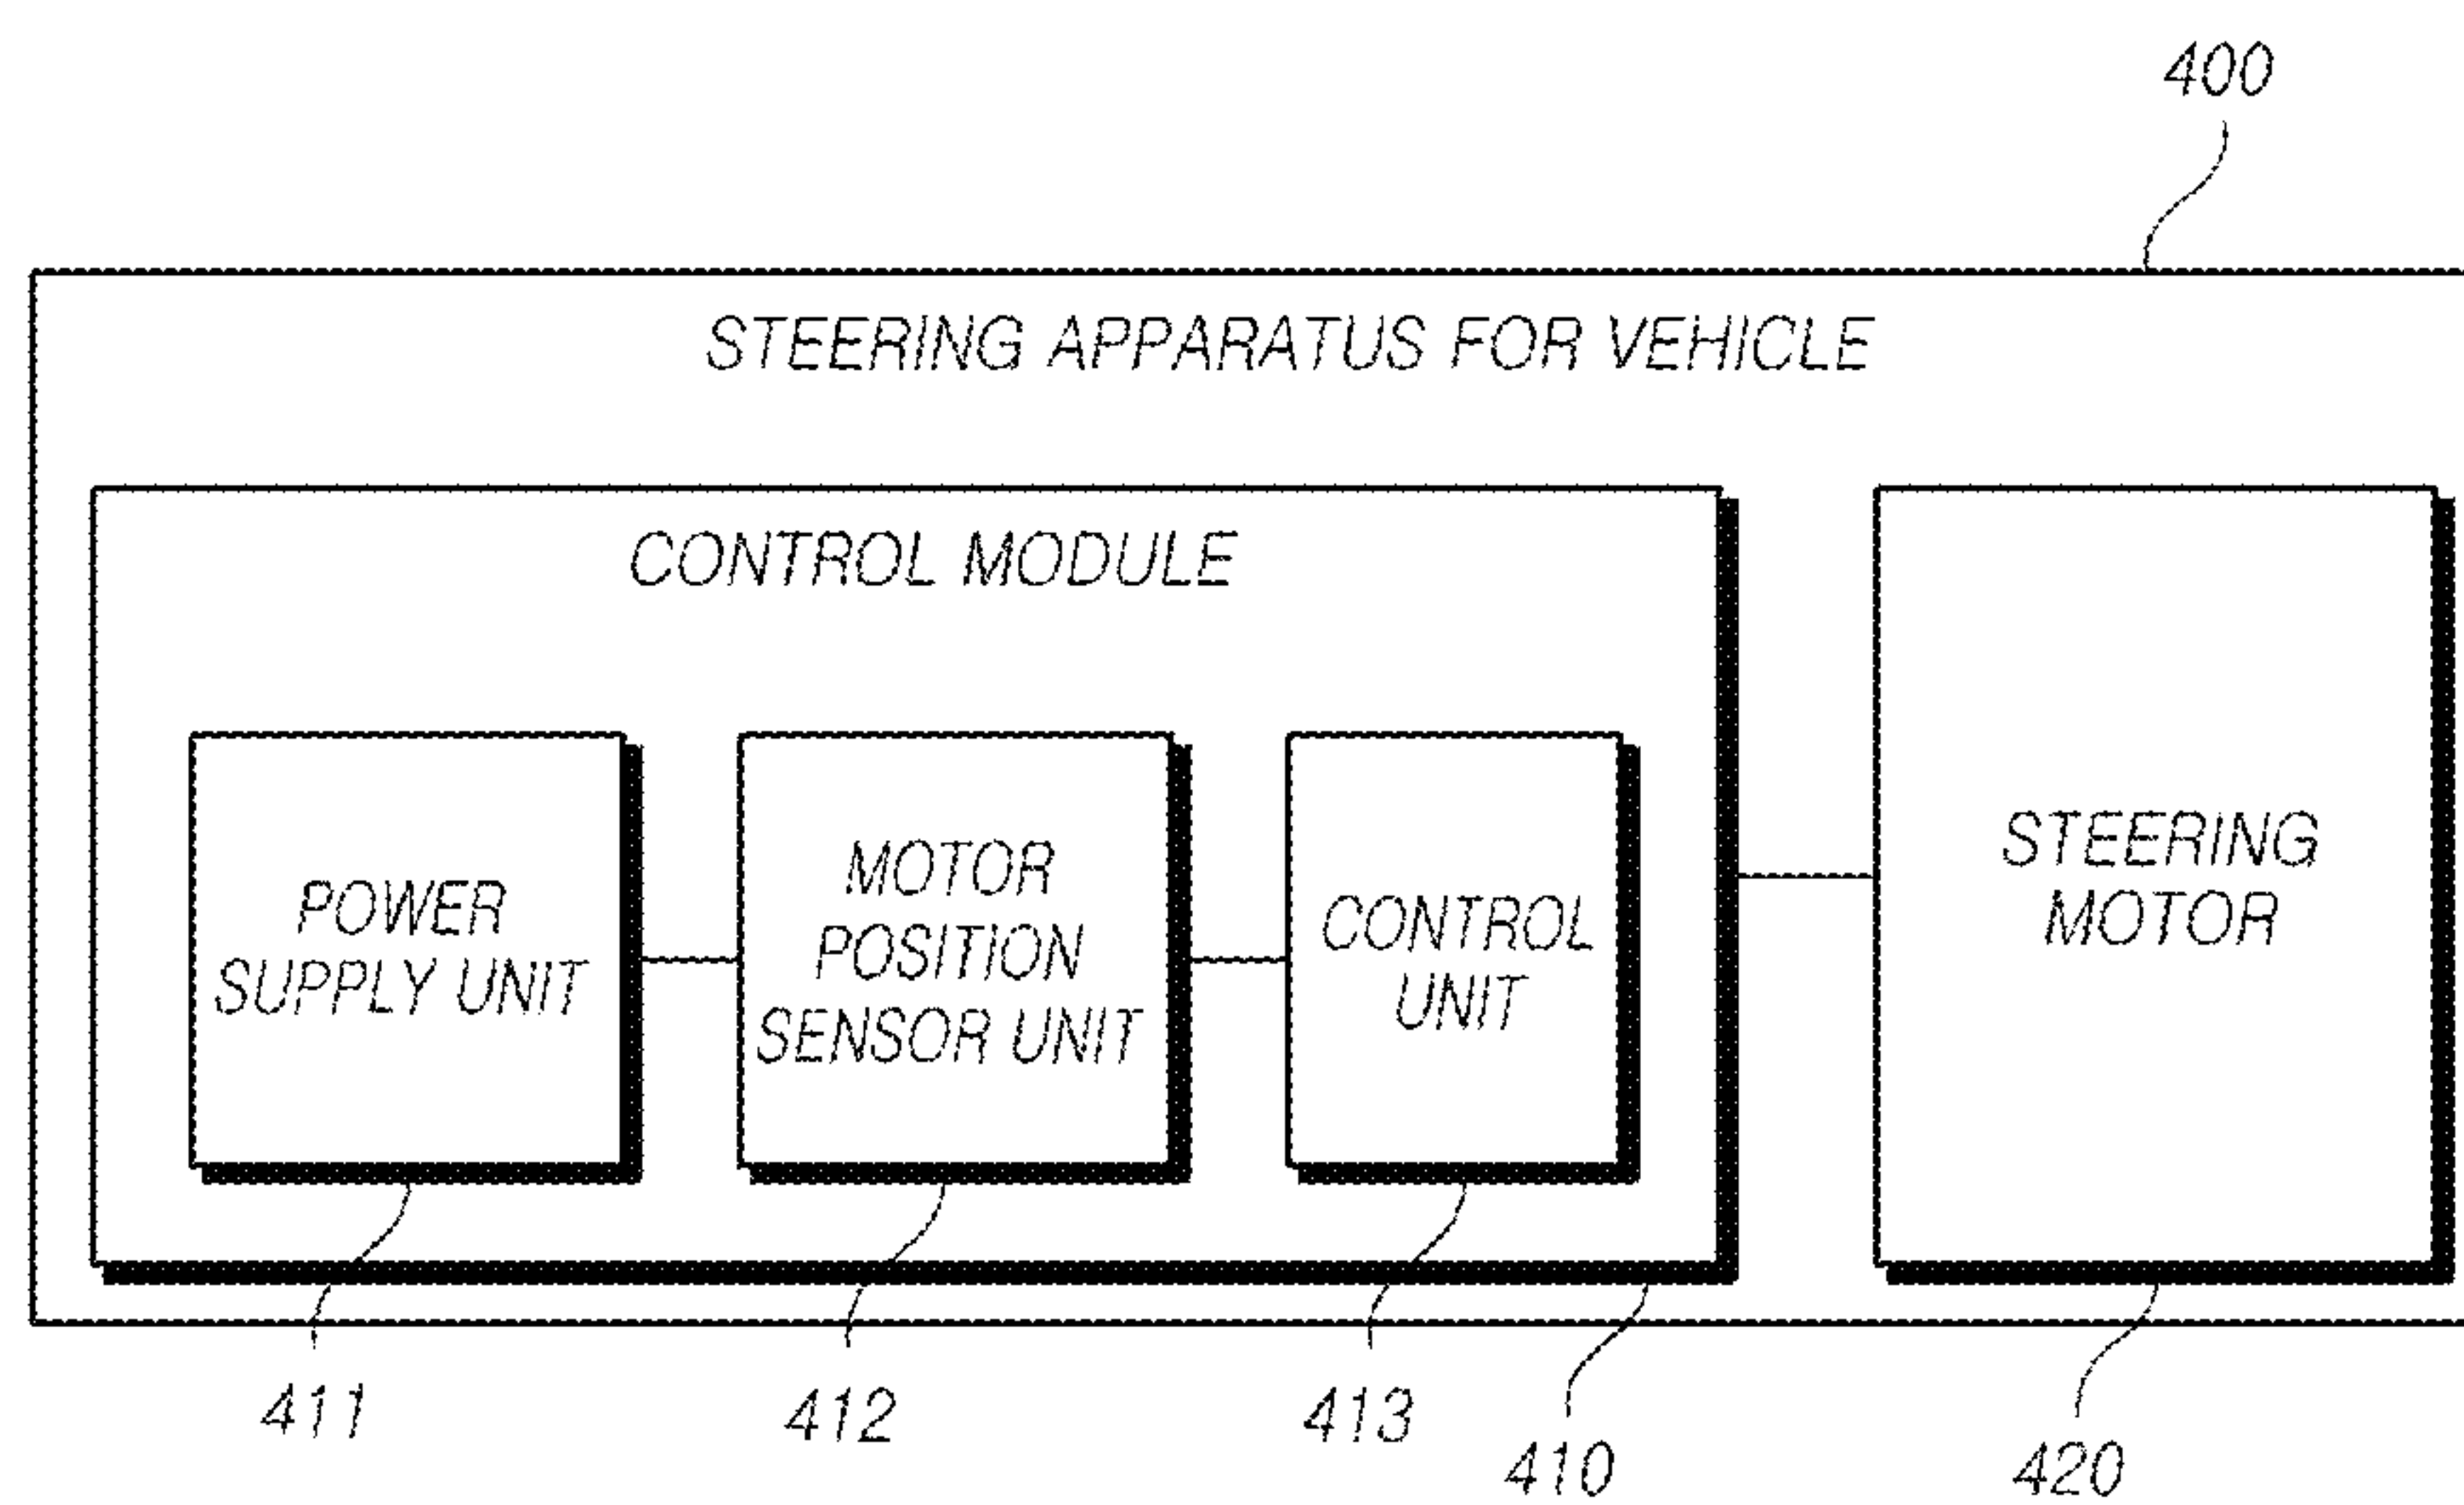 400
STEERING APPARATUS FOR VEHICLE
CONTROL MODULE
POWER
SUPPLY UNIT
MOTOR
POSITION
SENSOR UNIT
CONTROL
UNIT
STEERING
MOTOR
411
412
413
410
420